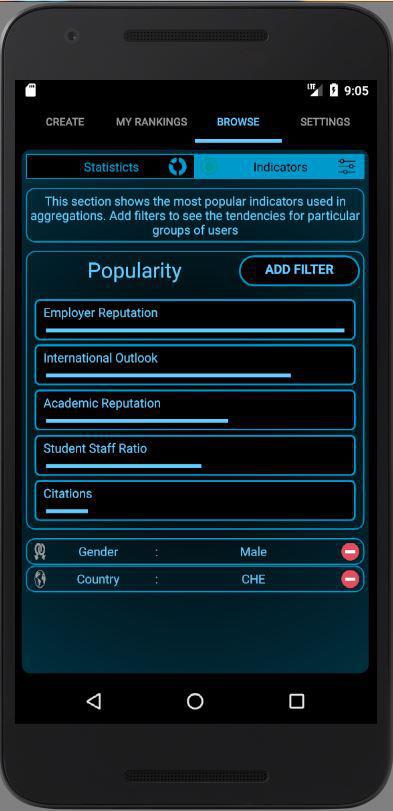 LTE 9:05
CREATE MY RANKINGS BROWSE SETTINGS
Statisticts Indicators
This section shows the most popular indicators used in
aggregations. Add filters to see the tendencies for particular
groups of users
Popularity ADD FILTER
Employer Reputation
International Outlook
Academic Reputation
Student Staff Ratio
Citations
Gender : Male
Country : CHE